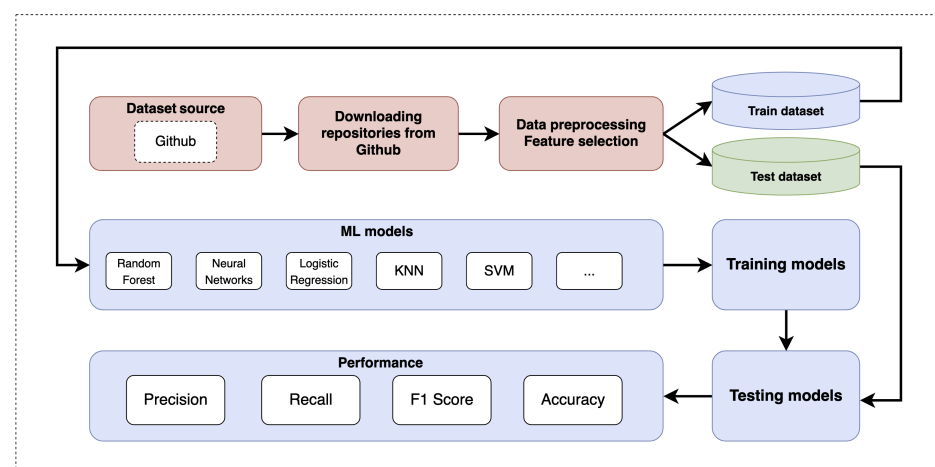 Dataset source
Github
Downloading
repositories from
Github
Data preprocessing
Feature selection
Train dataset
Test dataset
ML models
Random
Forest
Neural
Networks
Logistic
Regression
KNN
SVM
...
Training models
Performance
Precision
Recall
F1 Score
Accuracy
Testing models